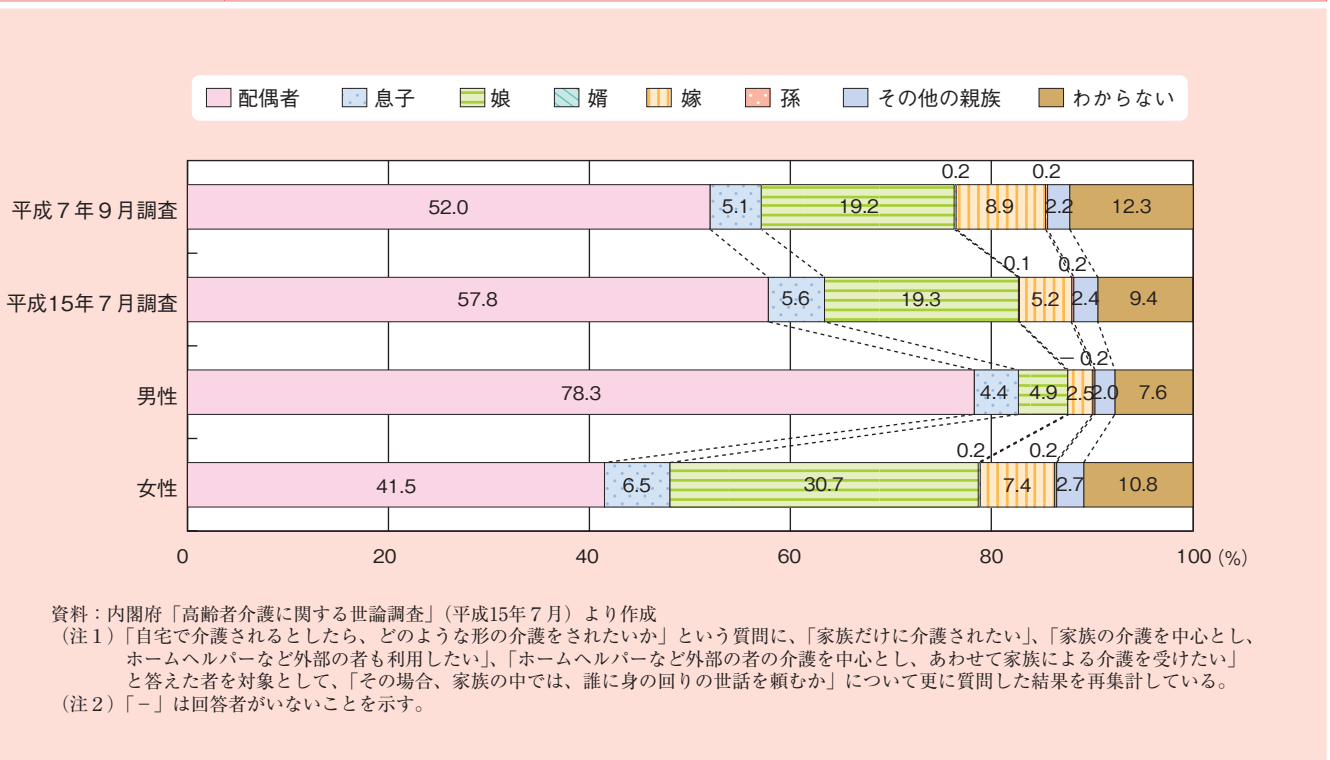 配偶者 息子 娘 婿 嫁 孫 その他の親族 わからない
0.2 0.2
平成７年９月調査 52.0 5.1 19.2 8.9 2.2 12.3
0.1 0.2
平成15年７月調査 57.8 5.6 19.3 5.2 2.4 9.4
－ 0.2
男性 78.3 4.4 4.9 2.5 2.0 7.6
0.2 0.2
女性 41.5 6.5 30.7 7.4 2.7 10.8
0 20 40 60 80 100 (%)
資料：内閣府「高齢者介護に関する世論調査」（平成15年７月）より作成
（注１）「自宅で介護されるとしたら、どのような形の介護をされたいか」という質問に、「家族だけに介護されたい」、「家族の介護を中心とし、
ホームヘルパーなど外部の者も利用したい」、「ホームヘルパーなど外部の者の介護を中心とし、あわせて家族による介護を受けたい」
と答えた者を対象として、「その場合、家族の中では、誰に身の回りの世話を頼むか」について更に質問した結果を再集計している。
（注２）「－」は回答者がいないことを示す。